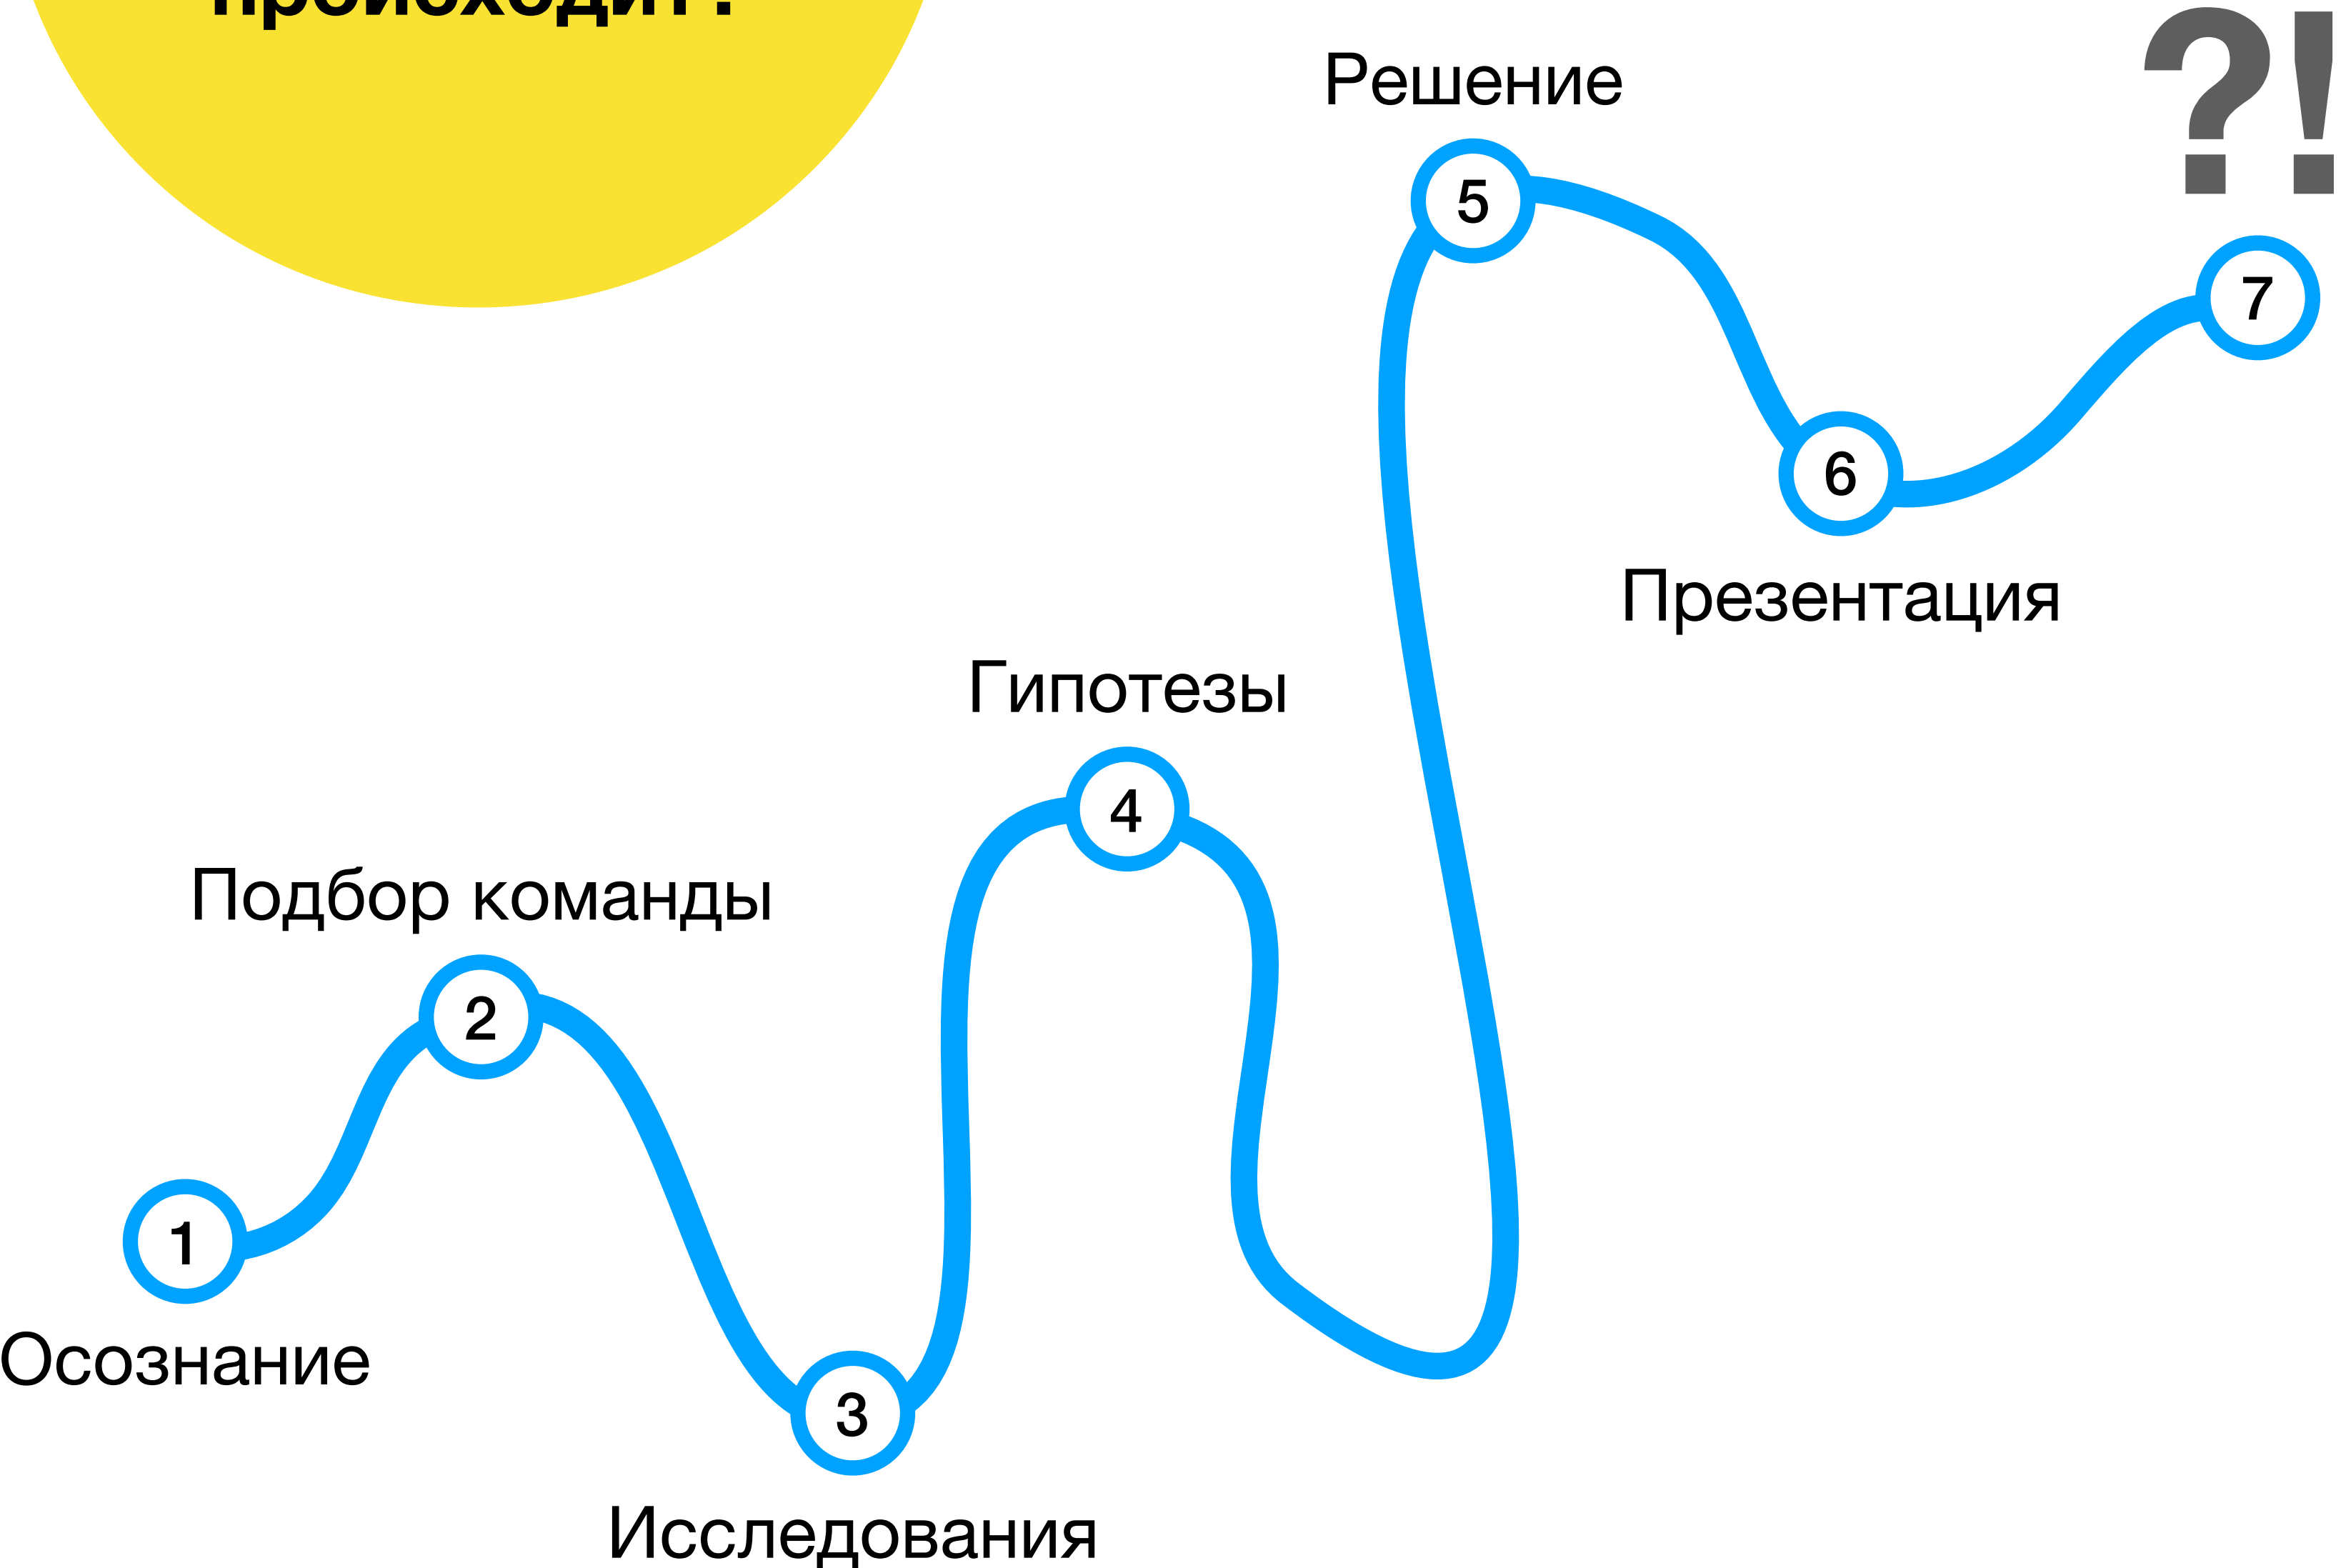 Решение
?!
5
7
6
Презентация
Гипотезы
4
Подбор команды
2
1
Осознание
3
Исследования